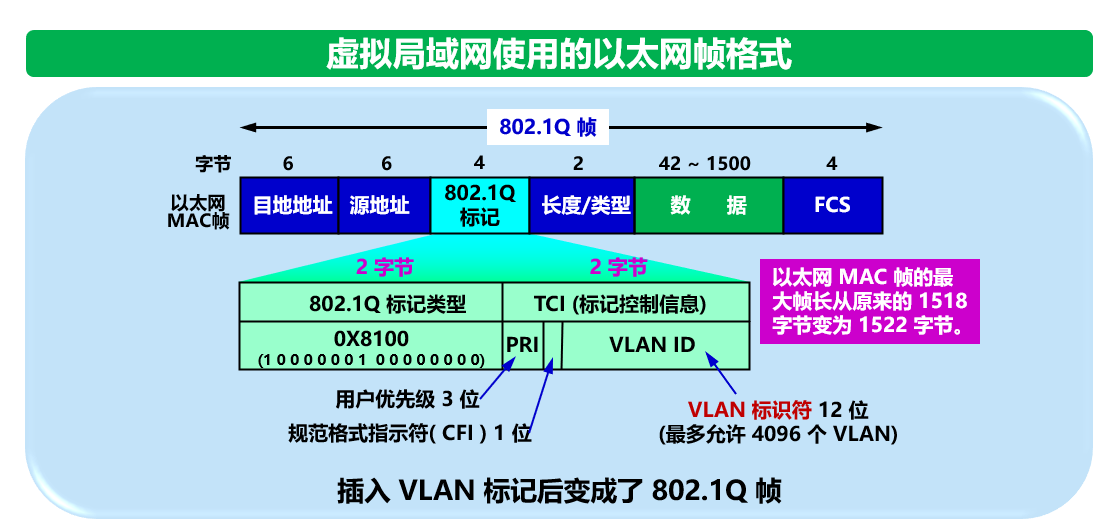 虚拟局域网使用的以太网帧格式
802.1Q 帧
字节 6 6 4 2 42 ~ 1500 4
以太网
MAC帧
目地地址 源地址 802.1Q
标记
长度/类型 数 据 FCS
2 字节 2 字节
802.1Q 标记类型 TCI (标记控制信息)
0X8100
(1 0 0 0 0 0 0 1 0 0 0 0 0 0 0 0)
PRI VLAN ID
以太网 MAC 帧的最
大帧长从原来的 1518
字节变为 1522 字节。
用户优先级 3 位
规范格式指示符( CFI ) 1 位
VLAN 标识符 12 位
(最多允许 4096 个 VLAN)
插入 VLAN 标记后变成了 802.1Q 帧